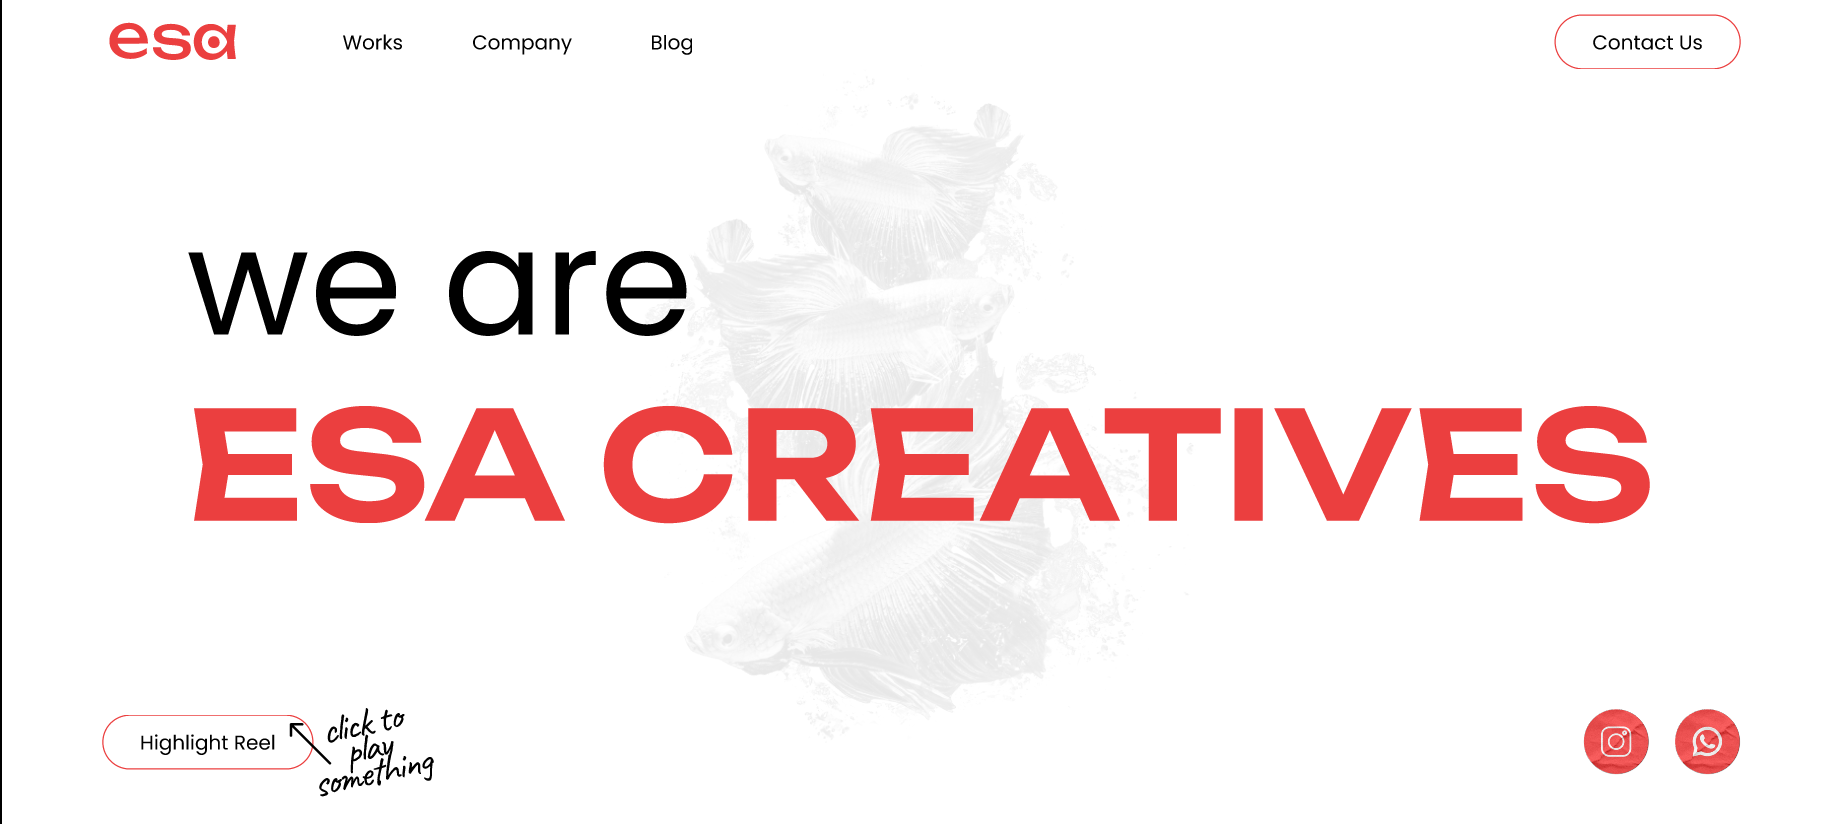 esa
Works
Company
Blog
Contact Us
we are
ESA CREATIVES
Highlight Reel
click to
play
something